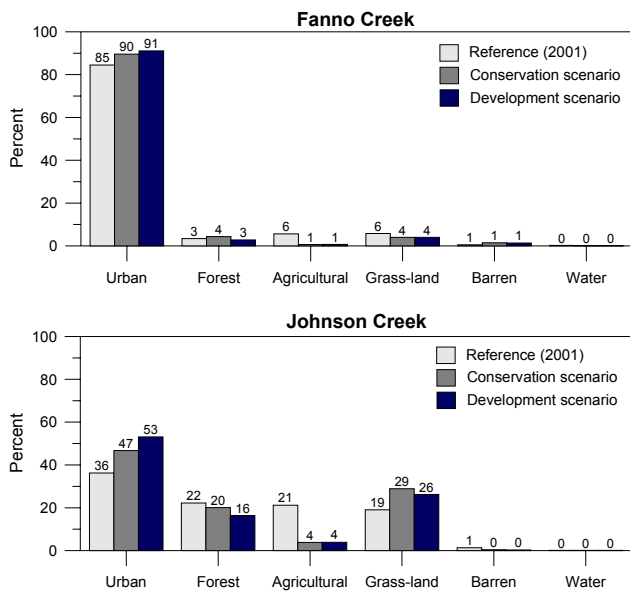 Fanno Creek
Percent
100
80
60
40
20
0
Reference (2001)
Conservation scenario
Development scenario
85 90 91
3 4 3
6 1 1
6 4 4
1 1 1
0 0 0
Urban Forest Agricultural Grass-land Barren Water
Johnson Creek
Percent
100
80
60
40
20
0
Reference (2001)
Conservation scenario
Development scenario
36 47 53
22 20 16
21 4 4
19 29 26
1 0 0
0 0 0
Urban Forest Agricultural Grass-land Barren Water